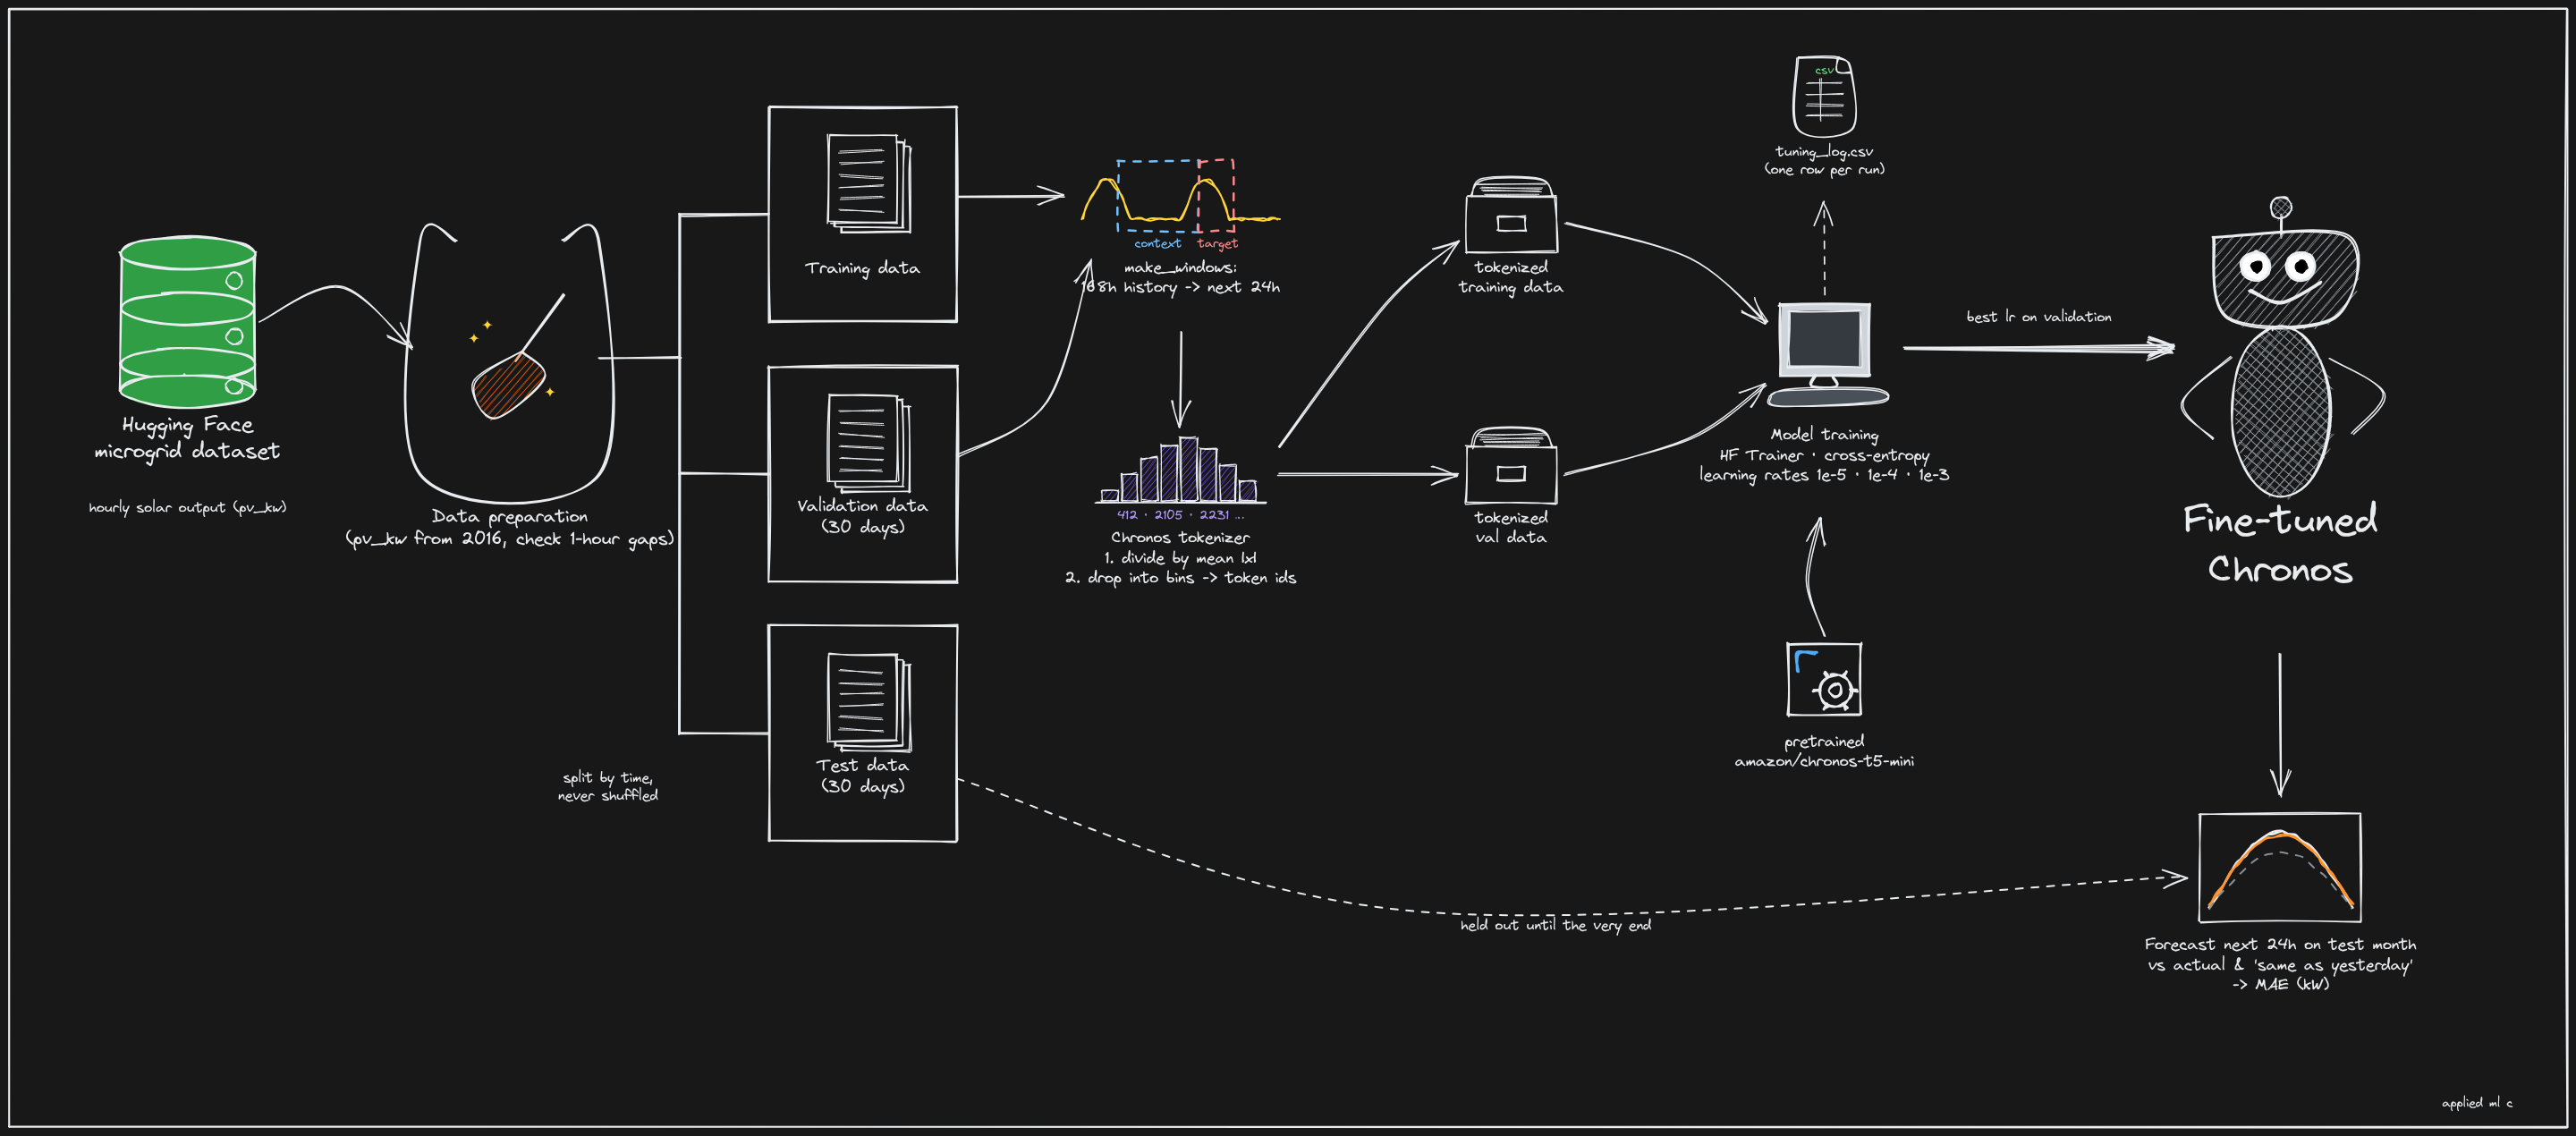 Hugging Face
microgrid dataset
hourly solar output (pv_kw)
Data preparation
(pv_kw from 2016, check 1-hour gaps)
split by time,
never shuffled
Training data
Validation data
(30 days)
Test data
(30 days)
context target
make_windows:
168h history -> next 24h
412 · 2105 · 2231 ...
Chronos tokenizer
1. divide by mean |x|
2. drop into bins -> token ids
tokenized
training data
tokenized
val data
csv
tuning_log.csv
(one row per run)
Model training
HF Trainer · cross-entropy
learning rates 1e-5 · 1e-4 · 1e-3
pretrained
amazon/chronos-t5-mini
best lr on validation
Fine-tuned
Chronos
held out until the very end
Forecast next 24h on test month
vs actual & 'same as yesterday'
-> MAE (kW)
applied ml c